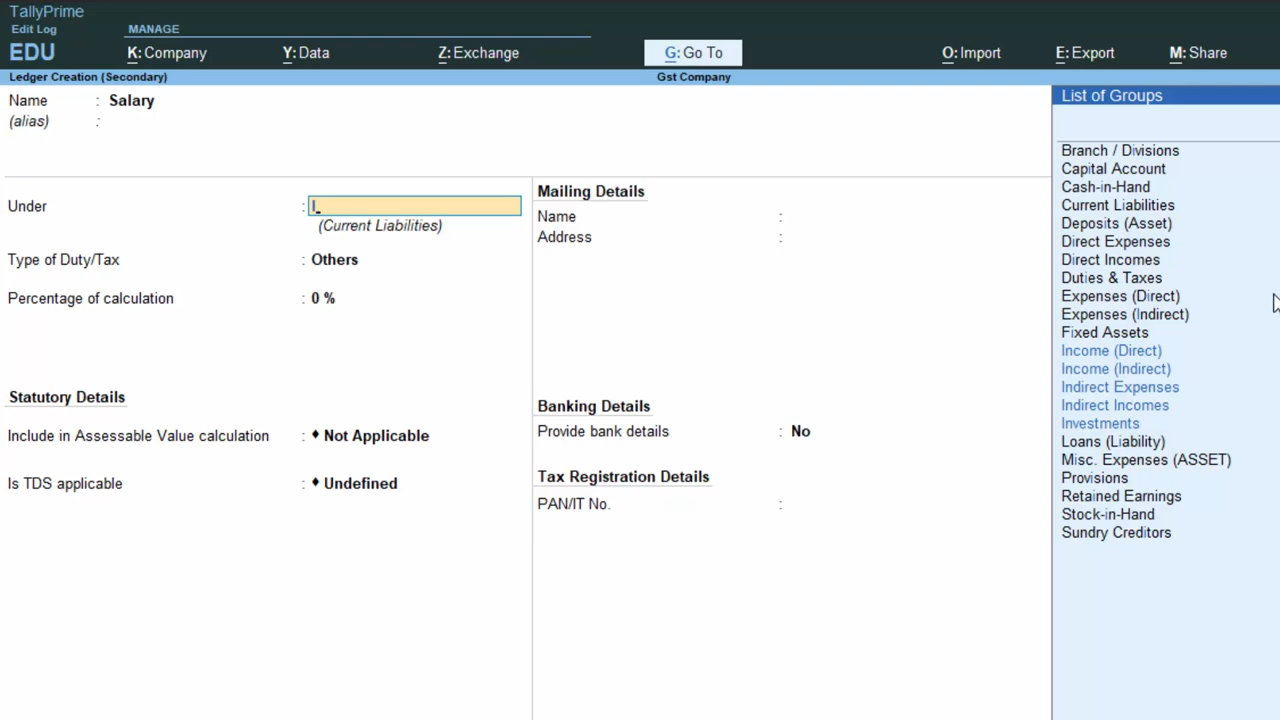 TallyPrime
Edit Log
MANAGE
EDU
K: Company Y: Data Z: Exchange G: Go To O: Import E: Export M: Share
Ledger Creation (Secondary) Gst Company
Name : Salary
(alias) :
Under : I
(Current Liabilities)
Type of Duty/Tax : Others
Percentage of calculation : 0 %
Statutory Details
Include in Assessable Value calculation : ♦ Not Applicable
Is TDS applicable : ♦ Undefined
Mailing Details
Name :
Address :
Banking Details
Provide bank details : No
Tax Registration Details
PAN/IT No. :
List of Groups
Branch / Divisions
Capital Account
Cash-in-Hand
Current Liabilities
Deposits (Asset)
Direct Expenses
Direct Incomes
Duties & Taxes
Expenses (Direct)
Expenses (Indirect)
Fixed Assets
Income (Direct)
Income (Indirect)
Indirect Expenses
Indirect Incomes
Investments
Loans (Liability)
Misc. Expenses (ASSET)
Provisions
Retained Earnings
Stock-in-Hand
Sundry Creditors